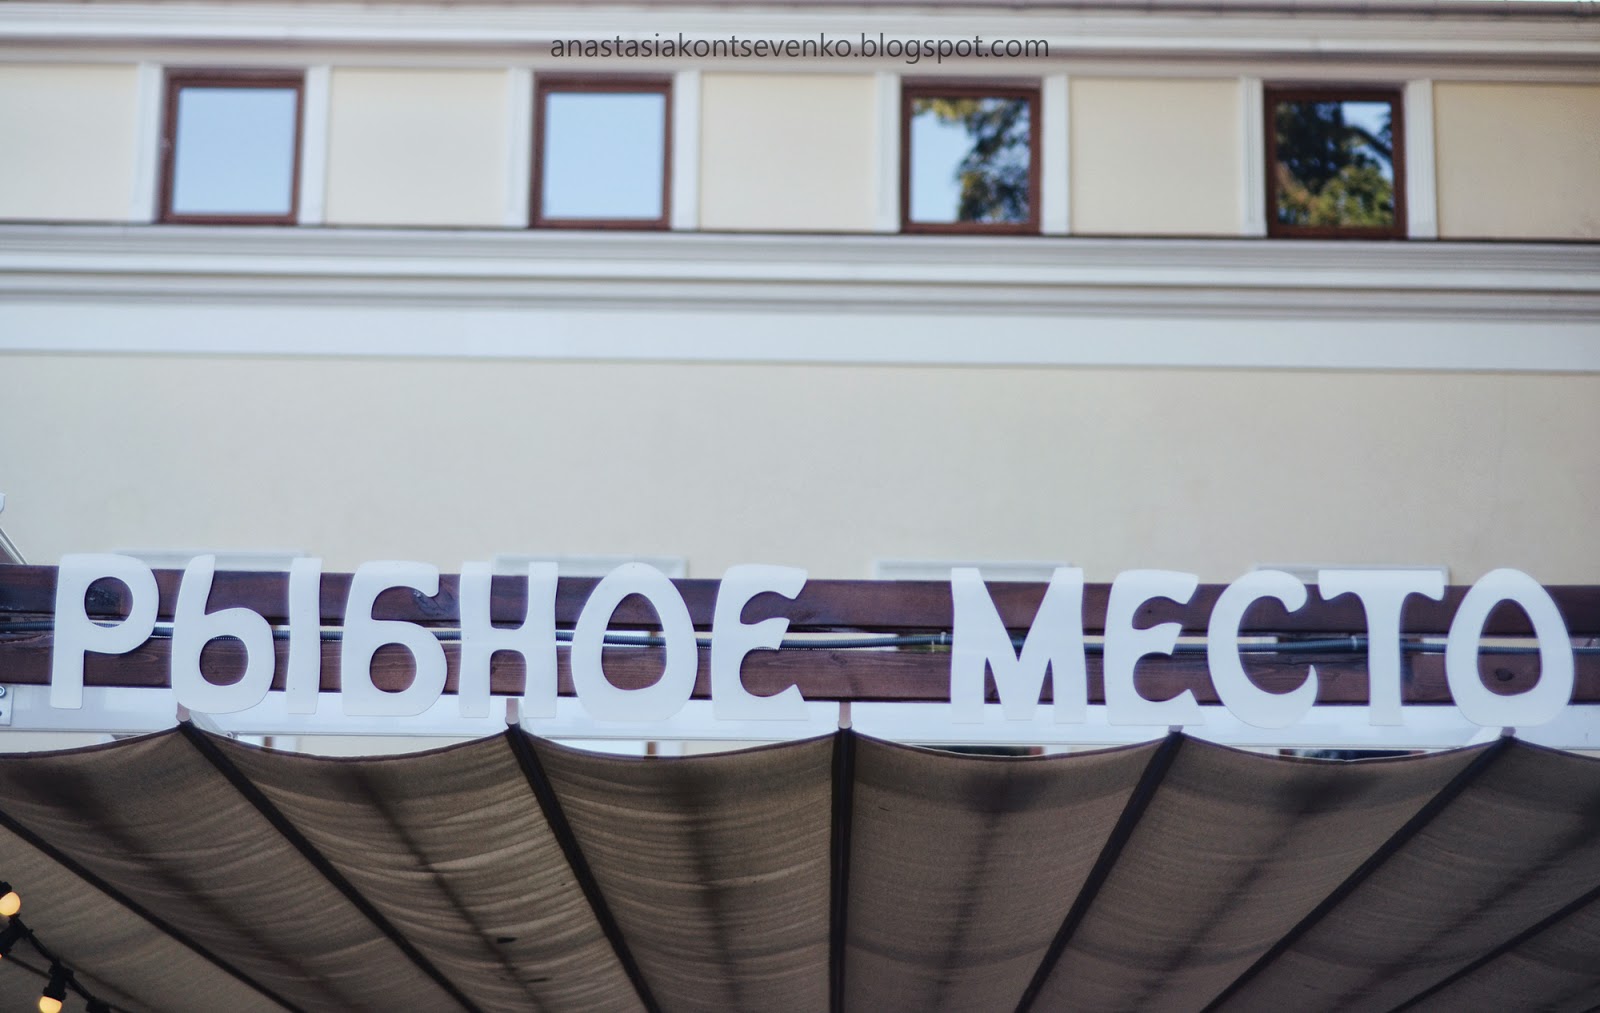 anastasiakontsevenko.blogspot.com
РЫБНОЕ МЕСТО